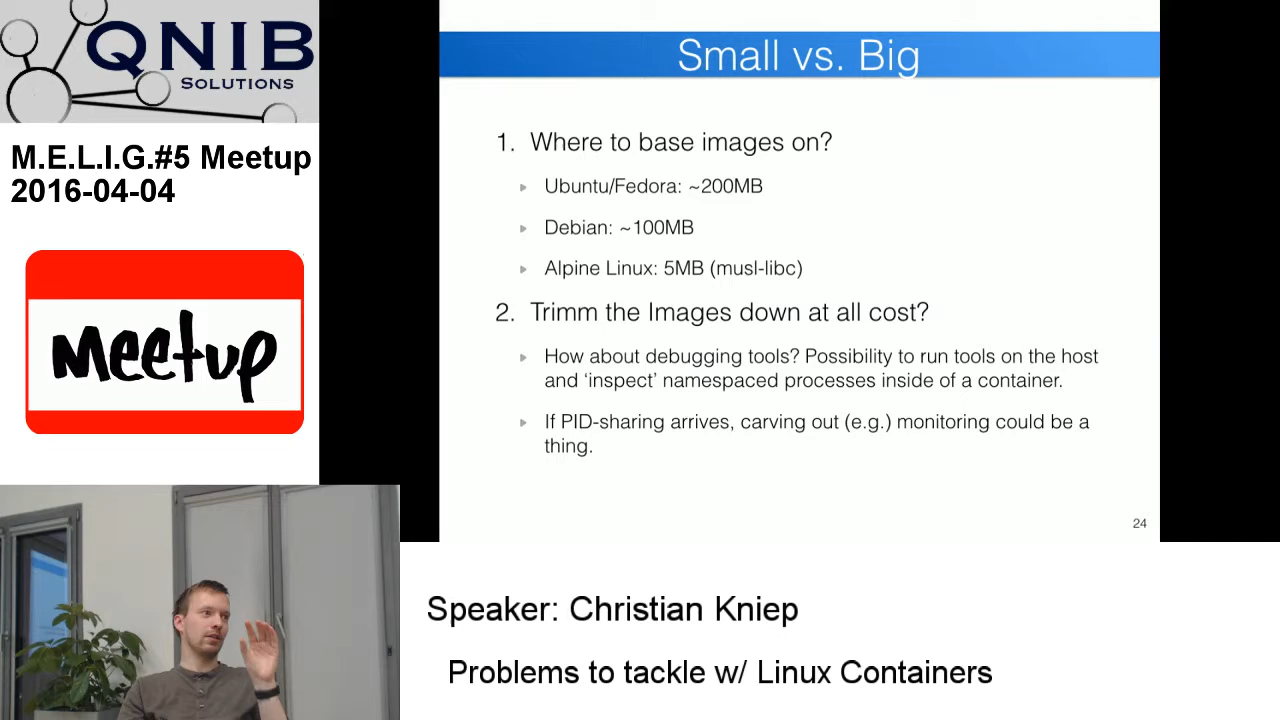 QNIB
SOLUTIONS
M.E.L.I.G.#5 Meetup
2016-04-04
meetup
Small vs. Big
1. Where to base images on?
Ubuntu/Fedora: ~200MB
Debian: ~100MB
Alpine Linux: 5MB (musl-libc)
2. Trimm the Images down at all cost?
How about debugging tools? Possibility to run tools on the host
and ‘inspect’ namespaced processes inside of a container.
If PID-sharing arrives, carving out (e.g.) monitoring could be a
thing.
24
Speaker: Christian Kniep
Problems to tackle w/ Linux Containers